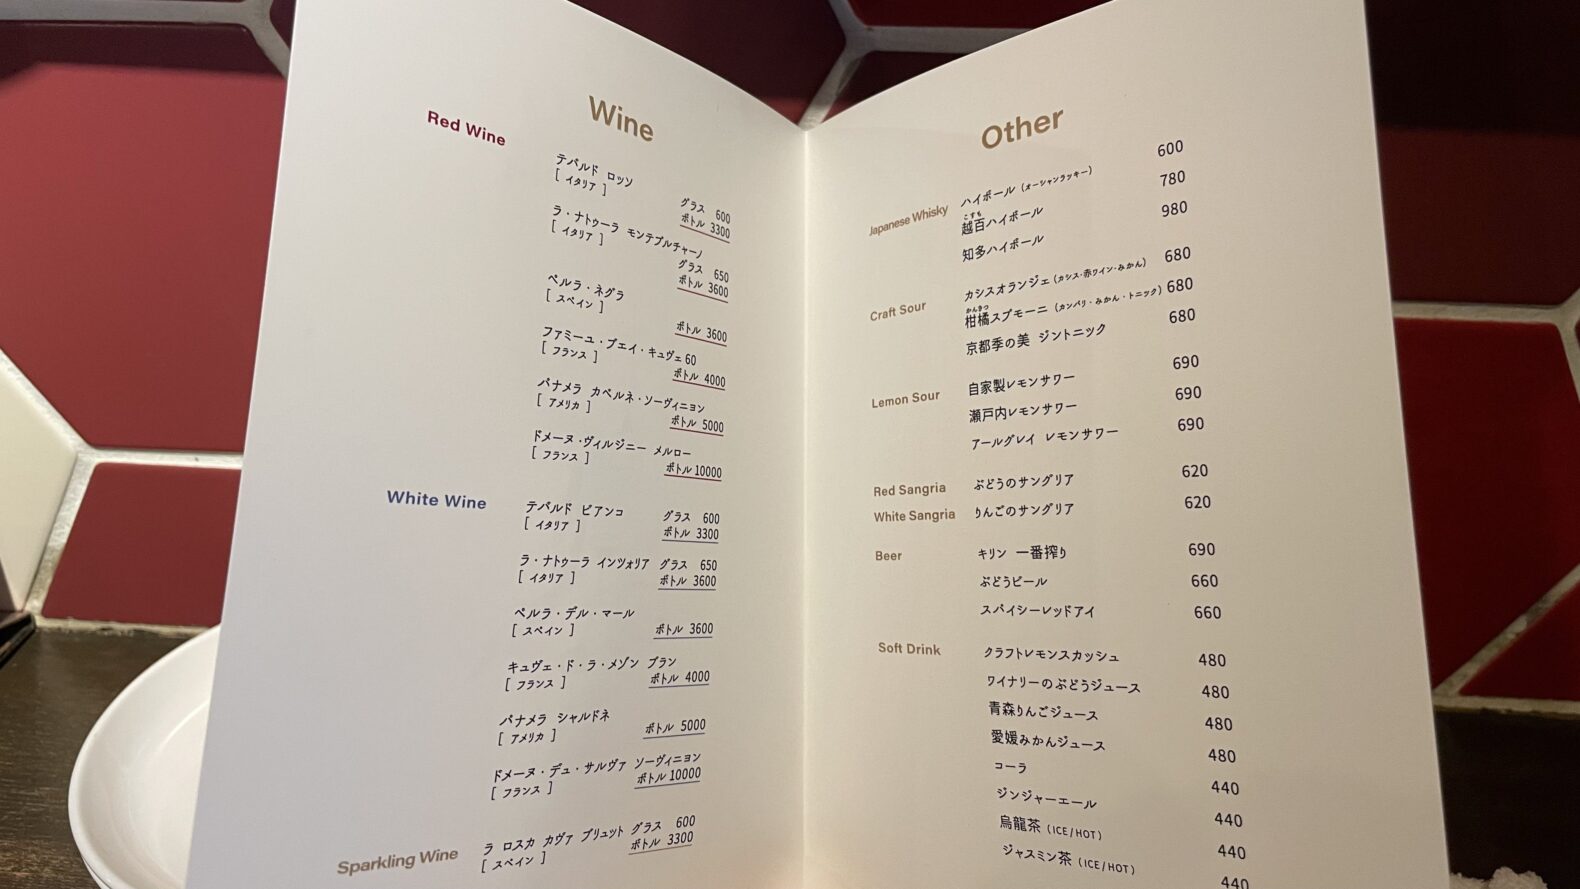 Wine
Red Wine
テバルド ロッソ
[ イタリア ]
グラス 600
ボトル 3300
ラ・ナトゥーラ モンテプルチャーノ
[ イタリア ]
グラス 650
ボトル 3600
ペルラ・ネグラ
[ スペイン ]
ボトル 3600
ファミーユ・ブェイ・キュヴェ 60
[ フランス ]
ボトル 4000
パナメラ カベルネ・ソーヴィニヨン
[ アメリカ ]
ボトル 5000
ドメーヌ・ヴィルジニー メルロー
[ フランス ]
ボトル 10000
White Wine
テバルド ビアンコ
[ イタリア ]
グラス 600
ボトル 3300
ラ・ナトゥーラ インツォリア グラス 650
[ イタリア ]
ボトル 3600
ペルラ・デル・マール
[ スペイン ]
ボトル 3600
キュヴェ・ド・ラ・メゾン ブラン
[ フランス ]
ボトル 4000
パナメラ シャルドネ
[ アメリカ ]
ボトル 5000
ドメーヌ・デュ・サルヴァ ソーヴィニヨン
[ フランス ]
ボトル 10000
Sparkling Wine
ラ ロスカ カヴァ ブリュット グラス 600
[ スペイン ]
ボトル 3300
Other
Japanese Whisky
ハイボール (オーシャンラッキー) 600
こすも
越百ハイボール 780
知多ハイボール 980
Craft Sour
カシスオランジェ (カシス・赤ワイン・みかん) 680
かんきつ
柑橘スプモーニ (カンパリ・みかん・トニック) 680
京都季の美 ジントニック 680
Lemon Sour
自家製レモンサワー 690
瀬戸内レモンサワー 690
アールグレイ レモンサワー 690
Red Sangria ぶどうのサングリア 620
White Sangria りんごのサングリア 620
Beer
キリン 一番搾り 690
ぶどうビール 660
スパイシーレッドアイ 660
Soft Drink
クラフトレモンスカッシュ 480
ワイナリーのぶどうジュース 480
青森りんごジュース 480
愛媛みかんジュース 480
コーラ 440
ジンジャーエール 440
烏龍茶 (ICE/HOT) 440
ジャスミン茶 (ICE/HOT) 440